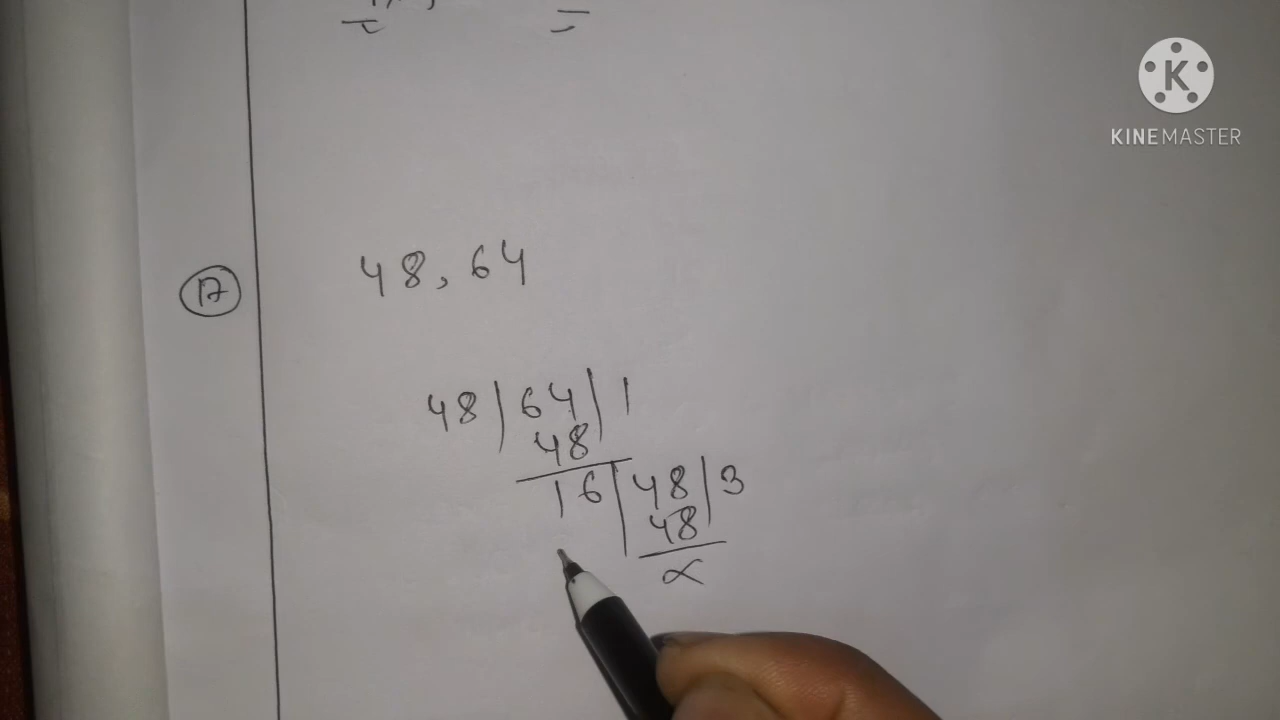 K
KINEMASTER
17
48, 64
48) 64 ( 1
48
16 | 48 | 3
48
×